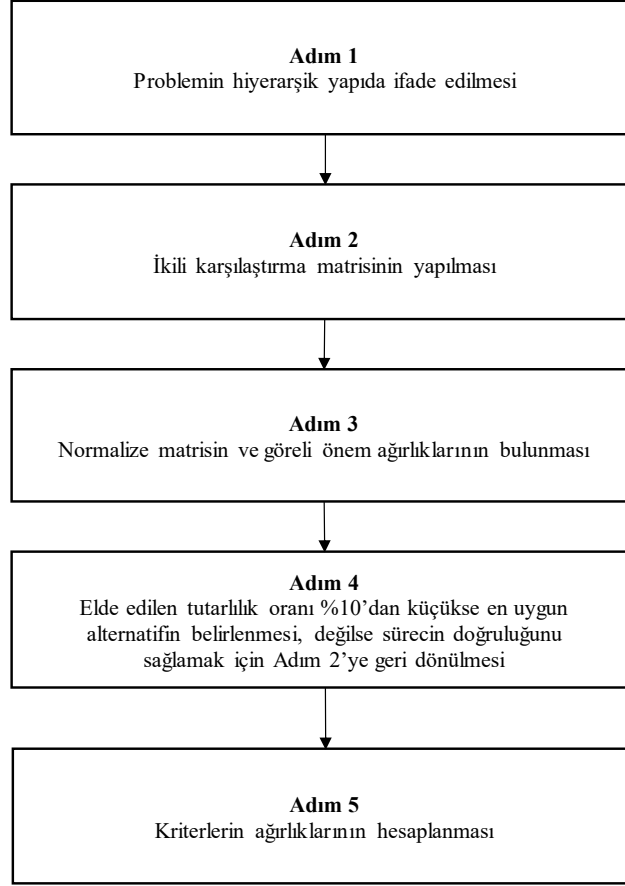 Adım 1
Problemin hiyerarşik yapıda ifade edilmesi
Adım 2
İkili karşılaştırma matrisinin yapılması
Adım 3
Normalize matrisin ve göreli önem ağırlıklarının bulunması
Adım 4
Elde edilen tutarlılık oranı %10’dan küçükse en uygun
alternatifin belirlenmesi, değilse sürecin doğruluğunu
sağlamak için Adım 2’ye geri dönülmesi
Adım 5
Kriterlerin ağırlıklarının hesaplanması